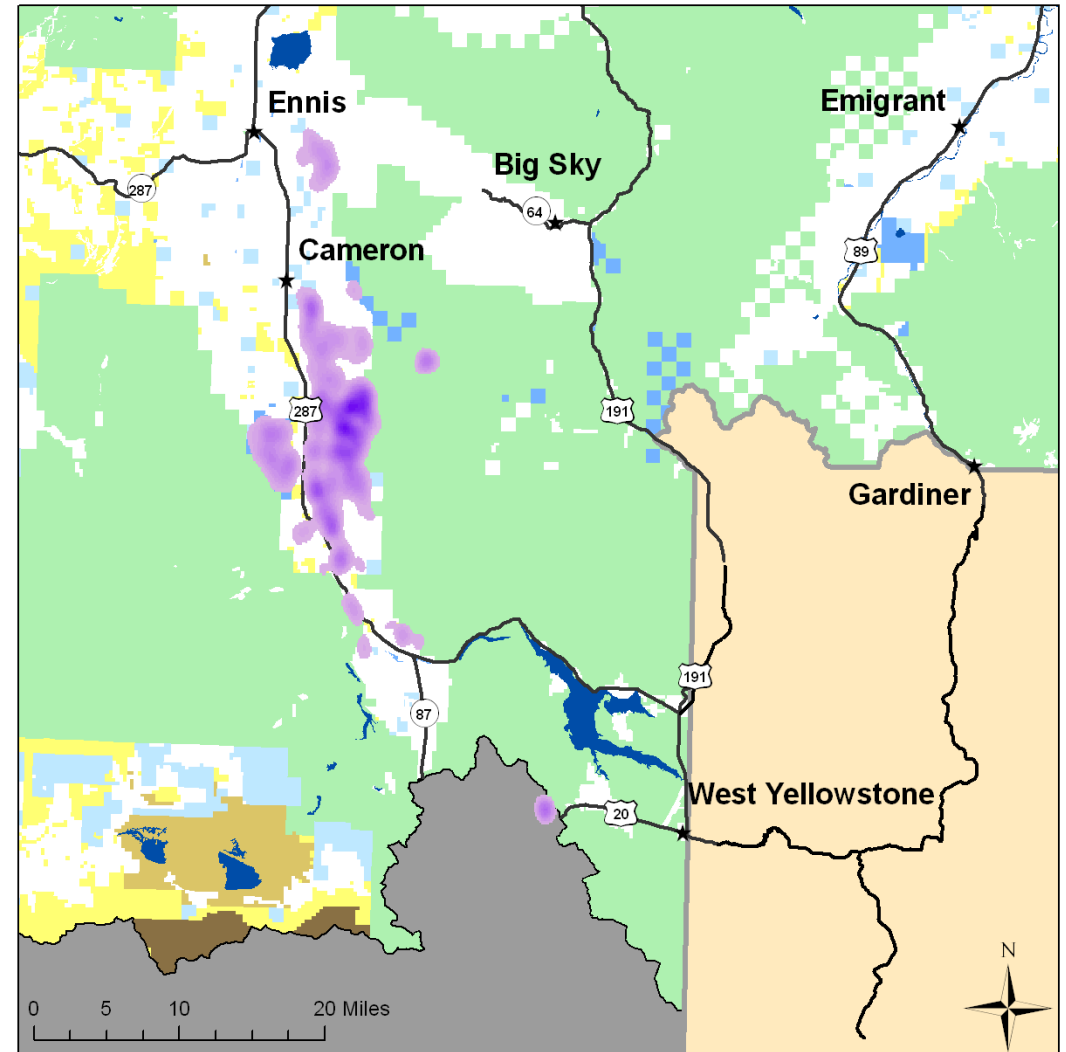 Ennis
Emigrant
Big Sky
287
64
Cameron
89
287
191
Gardiner
191
87
West Yellowstone
20
N
0 5 10 20 Miles